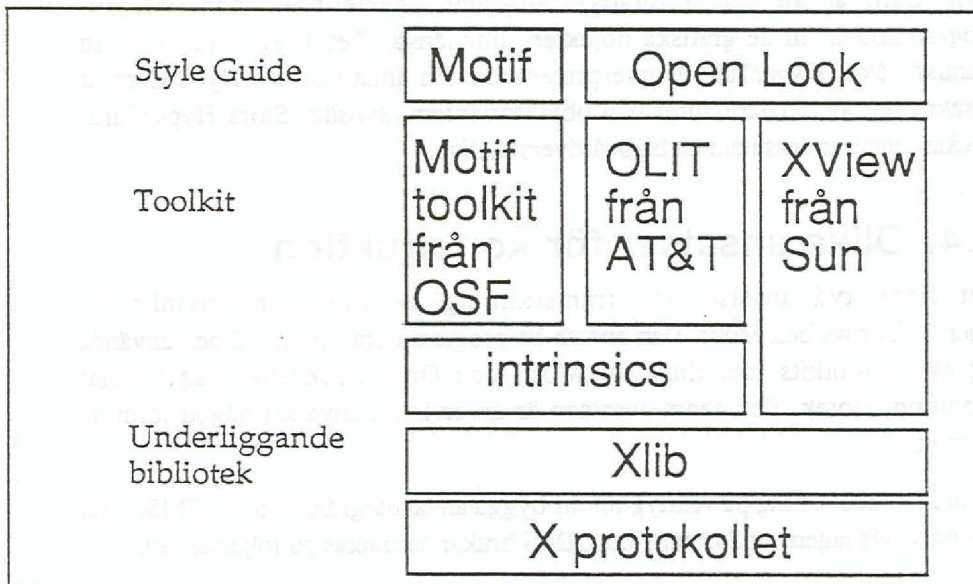 Style Guide
Motif
Open Look
Toolkit
Motif
toolkit
från
OSF
OLIT
från
AT&T
XView
från
Sun
intrinsics
Underliggande
bibliotek
Xlib
X protokollet